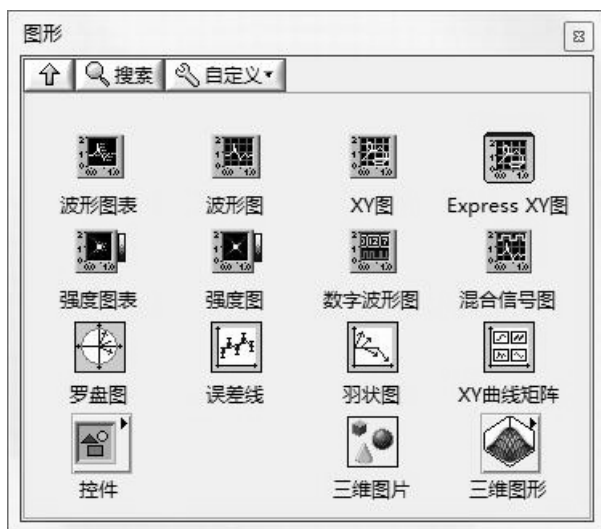 图形
搜索 自定义
波形图表 波形图 XY图 Express XY图
强度图表 强度图 数字波形图 混合信号图
罗盘图 误差线 羽状图 XY曲线矩阵
控件 三维图片 三维图形